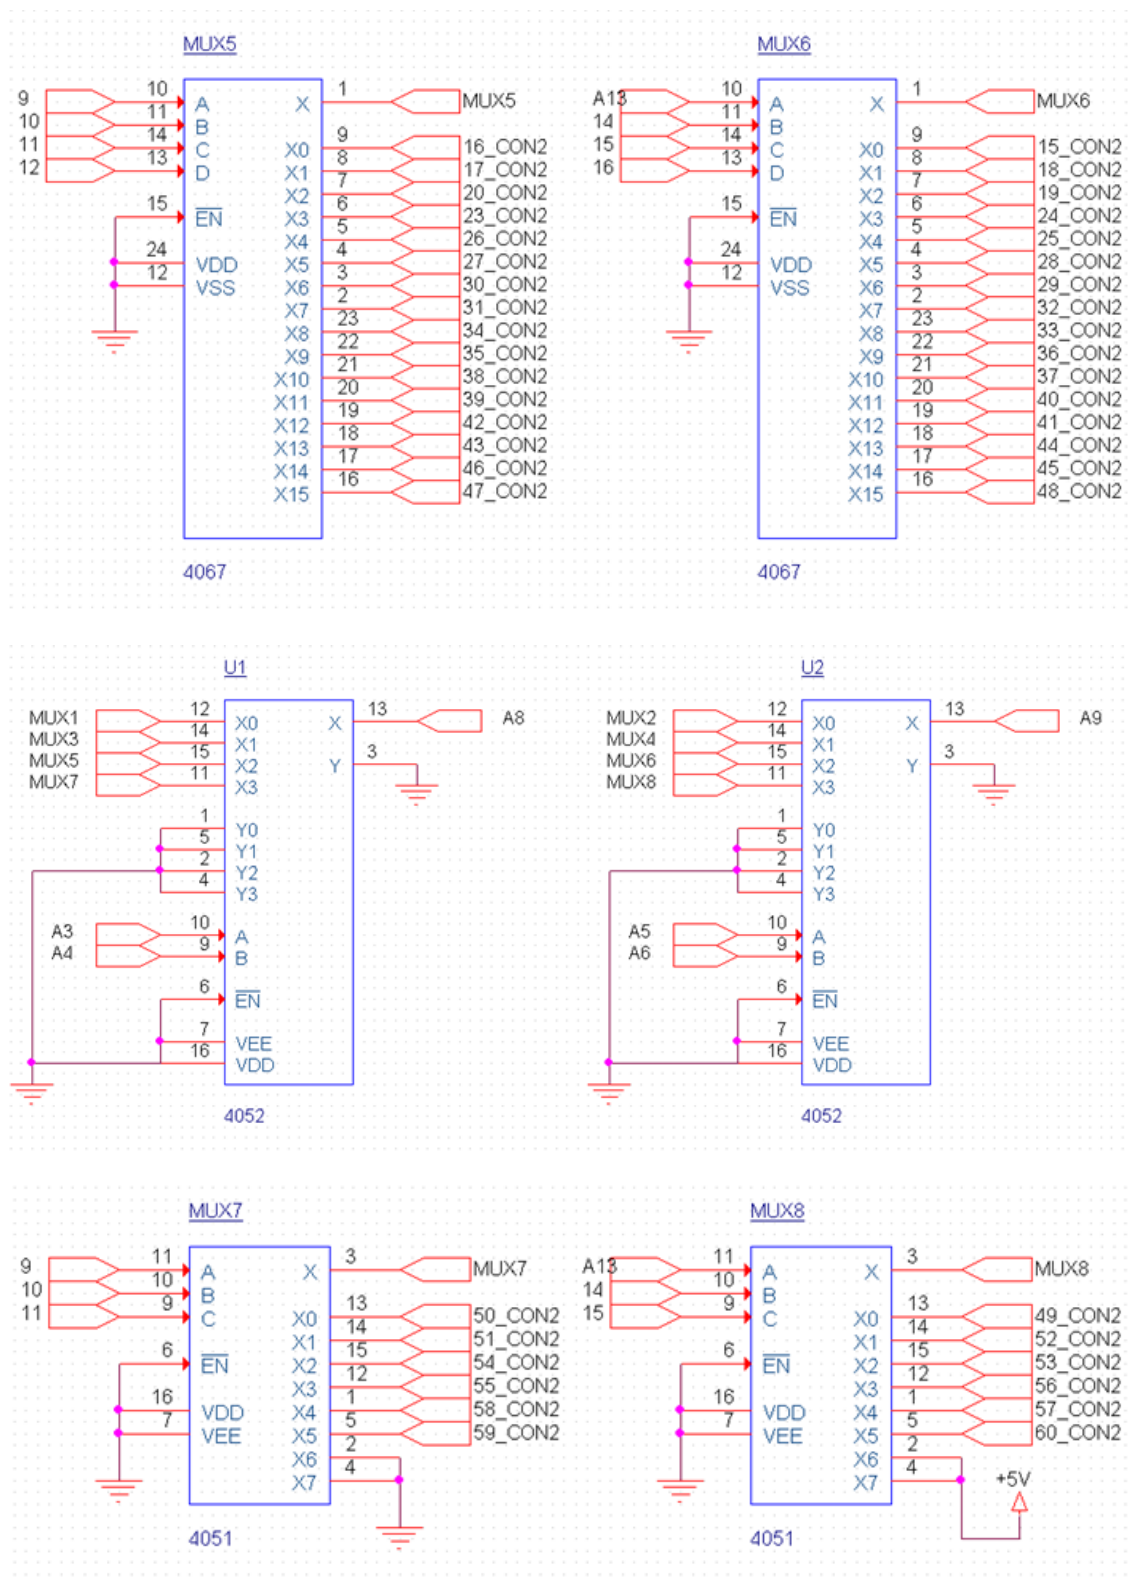 MUX5 MUX6
9 10 A X 1 MUX5 A13 10 A X 1 MUX6
10 11 B 14 11 B
11 14 C X0 9 16_CON2 15 14 C X0 9 15_CON2
12 13 D X1 8 17_CON2 16 13 D X1 8 18_CON2
X2 7 20_CON2 X2 7 19_CON2
15 EN X3 6 23_CON2 15 EN X3 6 24_CON2
X4 5 26_CON2 X4 5 25_CON2
24 VDD X5 4 27_CON2 24 VDD X5 4 28_CON2
12 VSS X6 3 30_CON2 12 VSS X6 3 29_CON2
X7 2 31_CON2 X7 2 32_CON2
X8 23 34_CON2 X8 23 33_CON2
X9 22 35_CON2 X9 22 36_CON2
X10 21 38_CON2 X10 21 37_CON2
X11 20 39_CON2 X11 20 40_CON2
X12 19 42_CON2 X12 19 41_CON2
X13 18 43_CON2 X13 18 44_CON2
X14 17 46_CON2 X14 17 45_CON2
X15 16 47_CON2 X15 16 48_CON2
4067 4067
U1 U2
MUX1 12 X0 X 13 A8 MUX2 12 X0 X 13 A9
MUX3 14 X1 MUX4 14 X1
MUX5 15 X2 Y 3 MUX6 15 X2 Y 3
MUX7 11 X3 MUX8 11 X3
1 Y0 1 Y0
5 Y1 5 Y1
2 Y2 2 Y2
4 Y3 4 Y3
A3 10 A A5 10 A
A4 9 B A6 9 B
6 EN 6 EN
7 VEE 7 VEE
16 VDD 16 VDD
4052 4052
MUX7 MUX8
9 11 A X 3 MUX7 A13 11 A X 3 MUX8
10 10 B 14 10 B
11 9 C X0 13 50_CON2 15 9 C X0 13 49_CON2
X1 14 51_CON2 X1 14 52_CON2
6 EN X2 15 54_CON2 6 EN X2 15 53_CON2
X3 12 55_CON2 X3 12 56_CON2
16 VDD X4 1 58_CON2 16 VDD X4 1 57_CON2
7 VEE X5 5 59_CON2 7 VEE X5 5 60_CON2
X6 2 X6 2
X7 4 X7 4 +5V
4051 4051